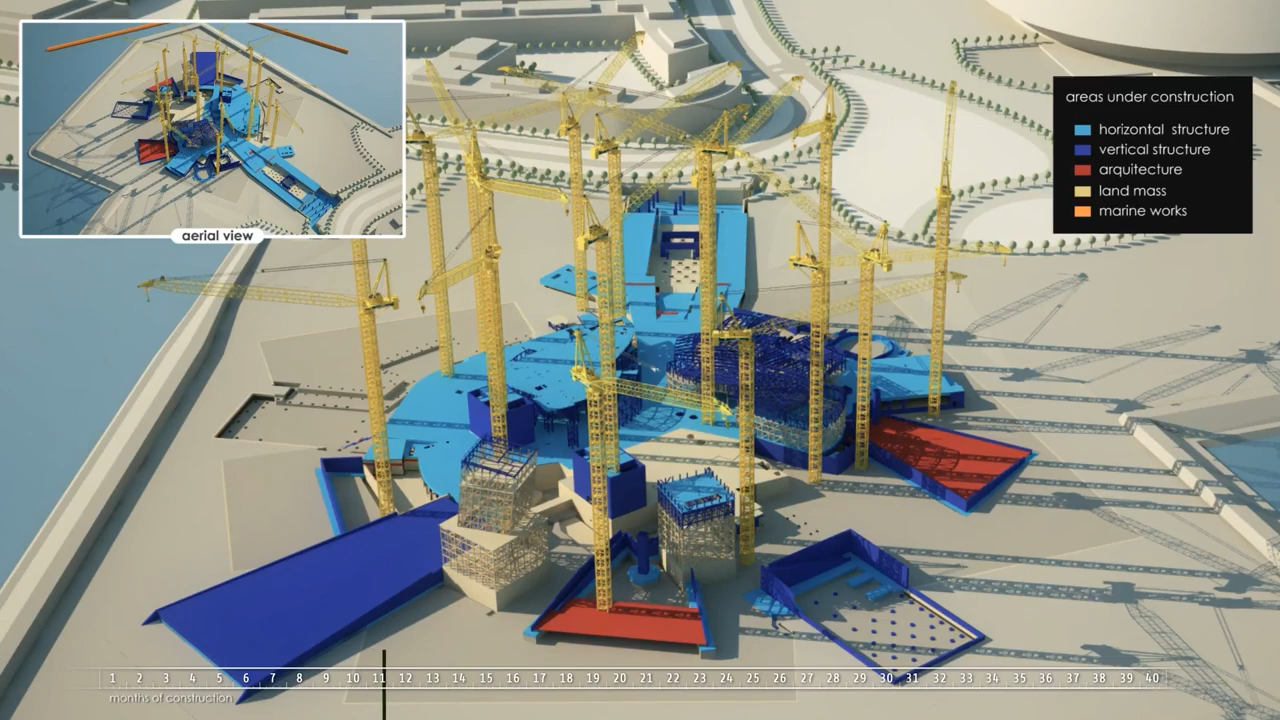 aerial view
areas under construction
horizontal structure
vertical structure
arquitecture
land mass
marine works
1 2 3 4 5 6 7 8 9 10 11 12 13 14 15 16 17 18 19 20 21 22 23 24 25 26 27 28 29 30 31 32 33 34 35 36 37 38 39 40
months of construction